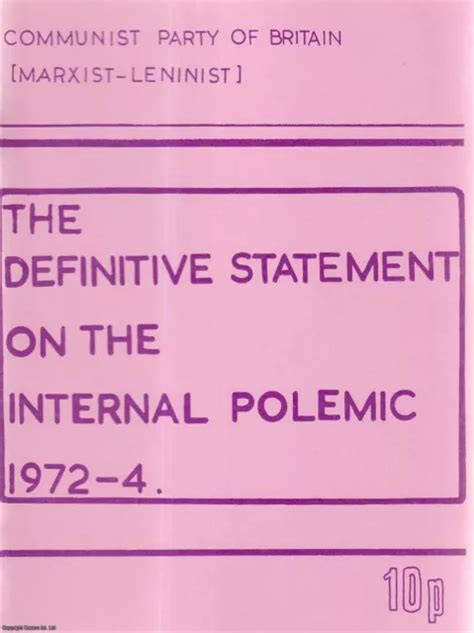 COMMUNIST PARTY OF BRITAIN
[MARXIST-LENINIST]
THE
DEFINITIVE STATEMENT
ON THE
INTERNAL POLEMIC
1972-4.
10p